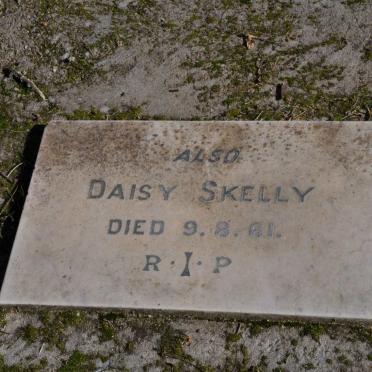 ALSO
DAISY SKELLY
DIED 9.8.61.
R·I·P